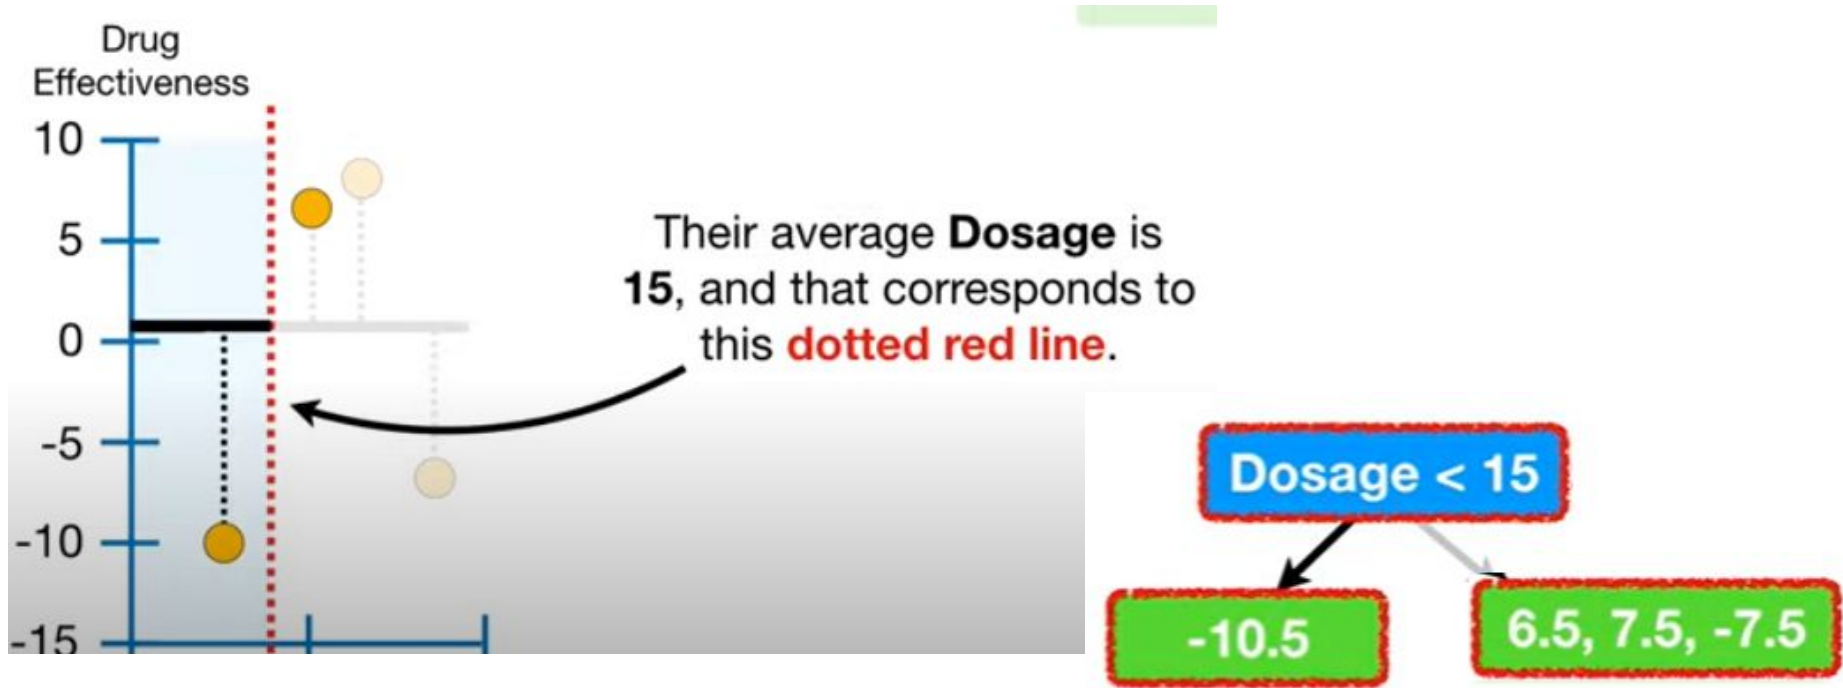 Drug
Effectiveness
10
5
0
-5
-10
-15
Their average Dosage is
15, and that corresponds to
this dotted red line.
Dosage < 15
-10.5
6.5, 7.5, -7.5